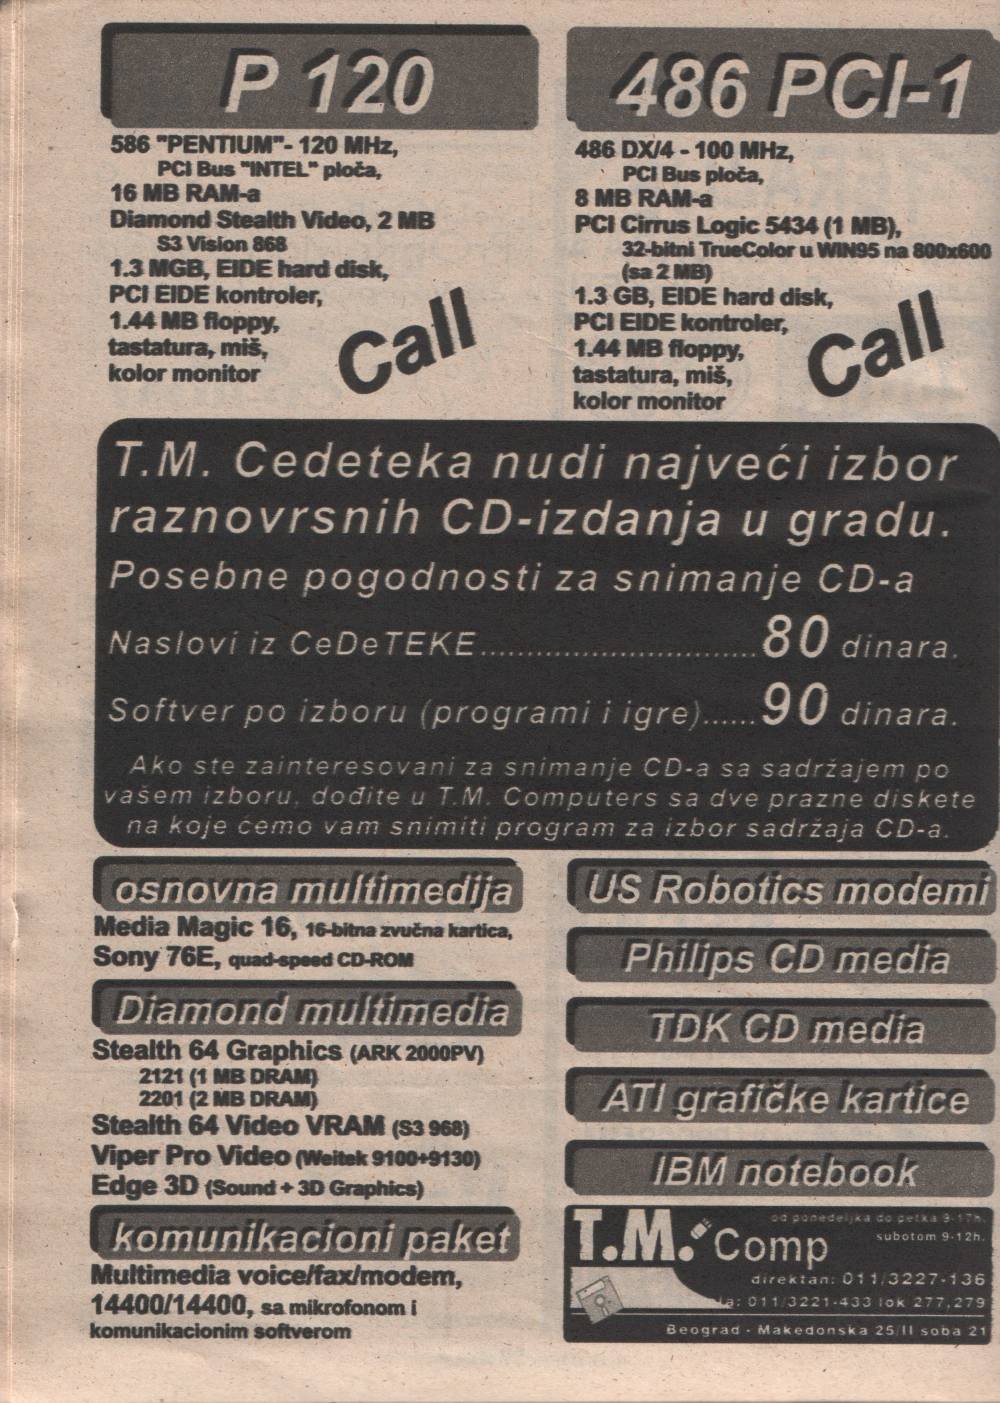 P 120
586 "PENTIUM"- 120 MHz,
PCI Bus "INTEL" ploča,
16 MB RAM-a
Diamond Stealth Video, 2 MB
S3 Vision 868
1.3 MGB, EIDE hard disk,
PCI EIDE kontroler,
1.44 MB floppy,
tastatura, miš,
kolor monitor
Call
486 PCI-1
486 DX/4 - 100 MHz,
PCI Bus ploča,
8 MB RAM-a
PCI Cirrus Logic 5434 (1 MB),
32-bitni TrueColor u WIN95 na 800x600
(sa 2 MB)
1.3 GB, EIDE hard disk,
PCI EIDE kontroler,
1.44 MB floppy,
tastatura, miš,
kolor monitor
Call
T.M. Cedeteka nudi najveći izbor
raznovrsnih CD-izdanja u gradu.
Posebne pogodnosti za snimanje CD-a
Naslovi iz CeDeTEKE.............................80 dinara.
Softver po izboru (programi i igre)......90 dinara.
Ako ste zainteresovani za snimanje CD-a sa sadržajem po
vašem izboru, dođite u T.M. Computers sa dve prazne diskete
na koje ćemo vam snimiti program za izbor sadržaja CD-a.
osnovna multimedija
Media Magic 16, 16-bitna zvučna kartica,
Sony 76E, quad-speed CD-ROM
Diamond multimedia
Stealth 64 Graphics (ARK 2000PV)
2121 (1 MB DRAM)
2201 (2 MB DRAM)
Stealth 64 Video VRAM (S3 968)
Viper Pro Video (Weitek 9100+9130)
Edge 3D (Sound + 3D Graphics)
komunikacioni paket
Multimedia voice/fax/modem,
14400/14400, sa mikrofonom i
komunikacionim softverom
US Robotics modemi
Philips CD media
TDK CD media
ATI grafičke kartice
IBM notebook
T.M. Comp
od ponedeljka do petka 9-17h.
subotom 9-12h.
direktan: 011/3227-136
011/3221-433 lok 277,279
Beograd - Makedonska 25/II soba 21